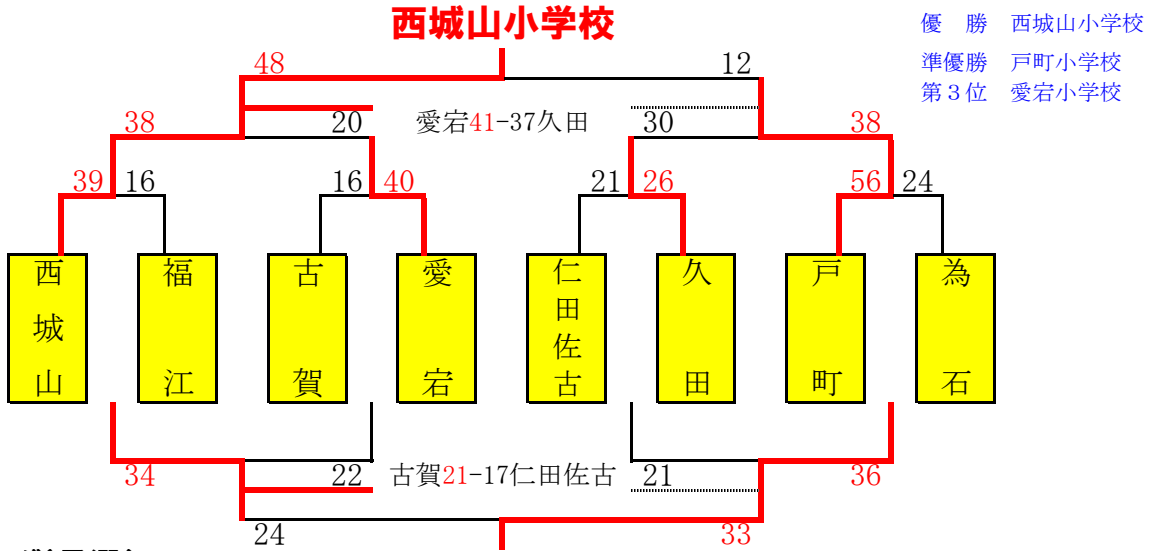 西城山小学校
優　勝　西城山小学校
準優勝　戸町小学校
第３位　愛宕小学校
48 12
38 20 愛宕41-37久田 30 38
39 16 16 40 21 26 56 24
西城山 福江 古賀 愛宕 仁田佐古 久田 戸町 為石
34 22 古賀21-17仁田佐古 21 36
24 33